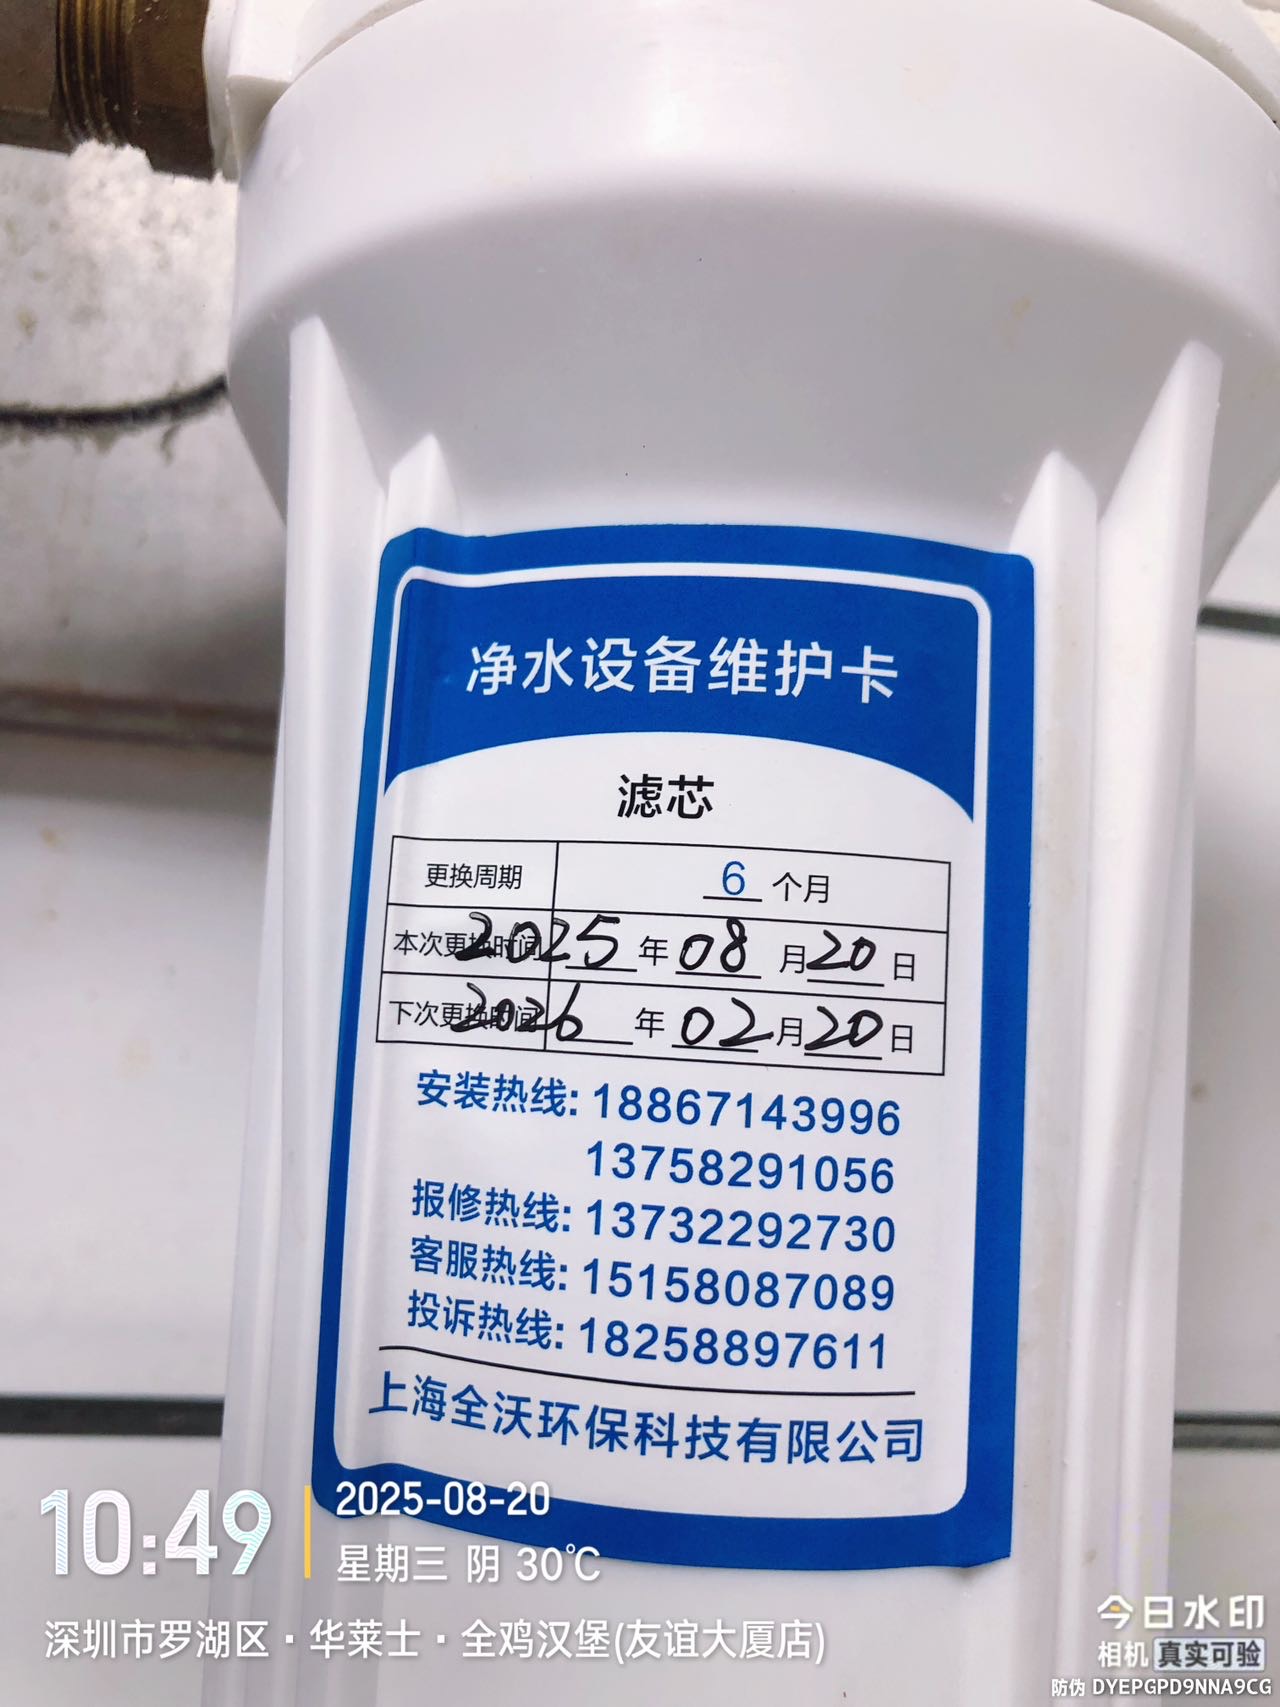 净水设备维护卡
滤芯
更换周期 6 个月
本次更换时间 2025 年 08 月 20 日
下次更换时间 2026 年 02 月 20 日
安装热线: 18867143996
13758291056
报修热线: 13732292730
客服热线: 15158087089
投诉热线: 18258897611
上海全沃环保科技有限公司
10:49
2025-08-20
星期三 阴 30℃
深圳市罗湖区·华莱士·全鸡汉堡(友谊大厦店)
今日水印
相机 真实可验
防伪 DYEPGPD9NNA9CG